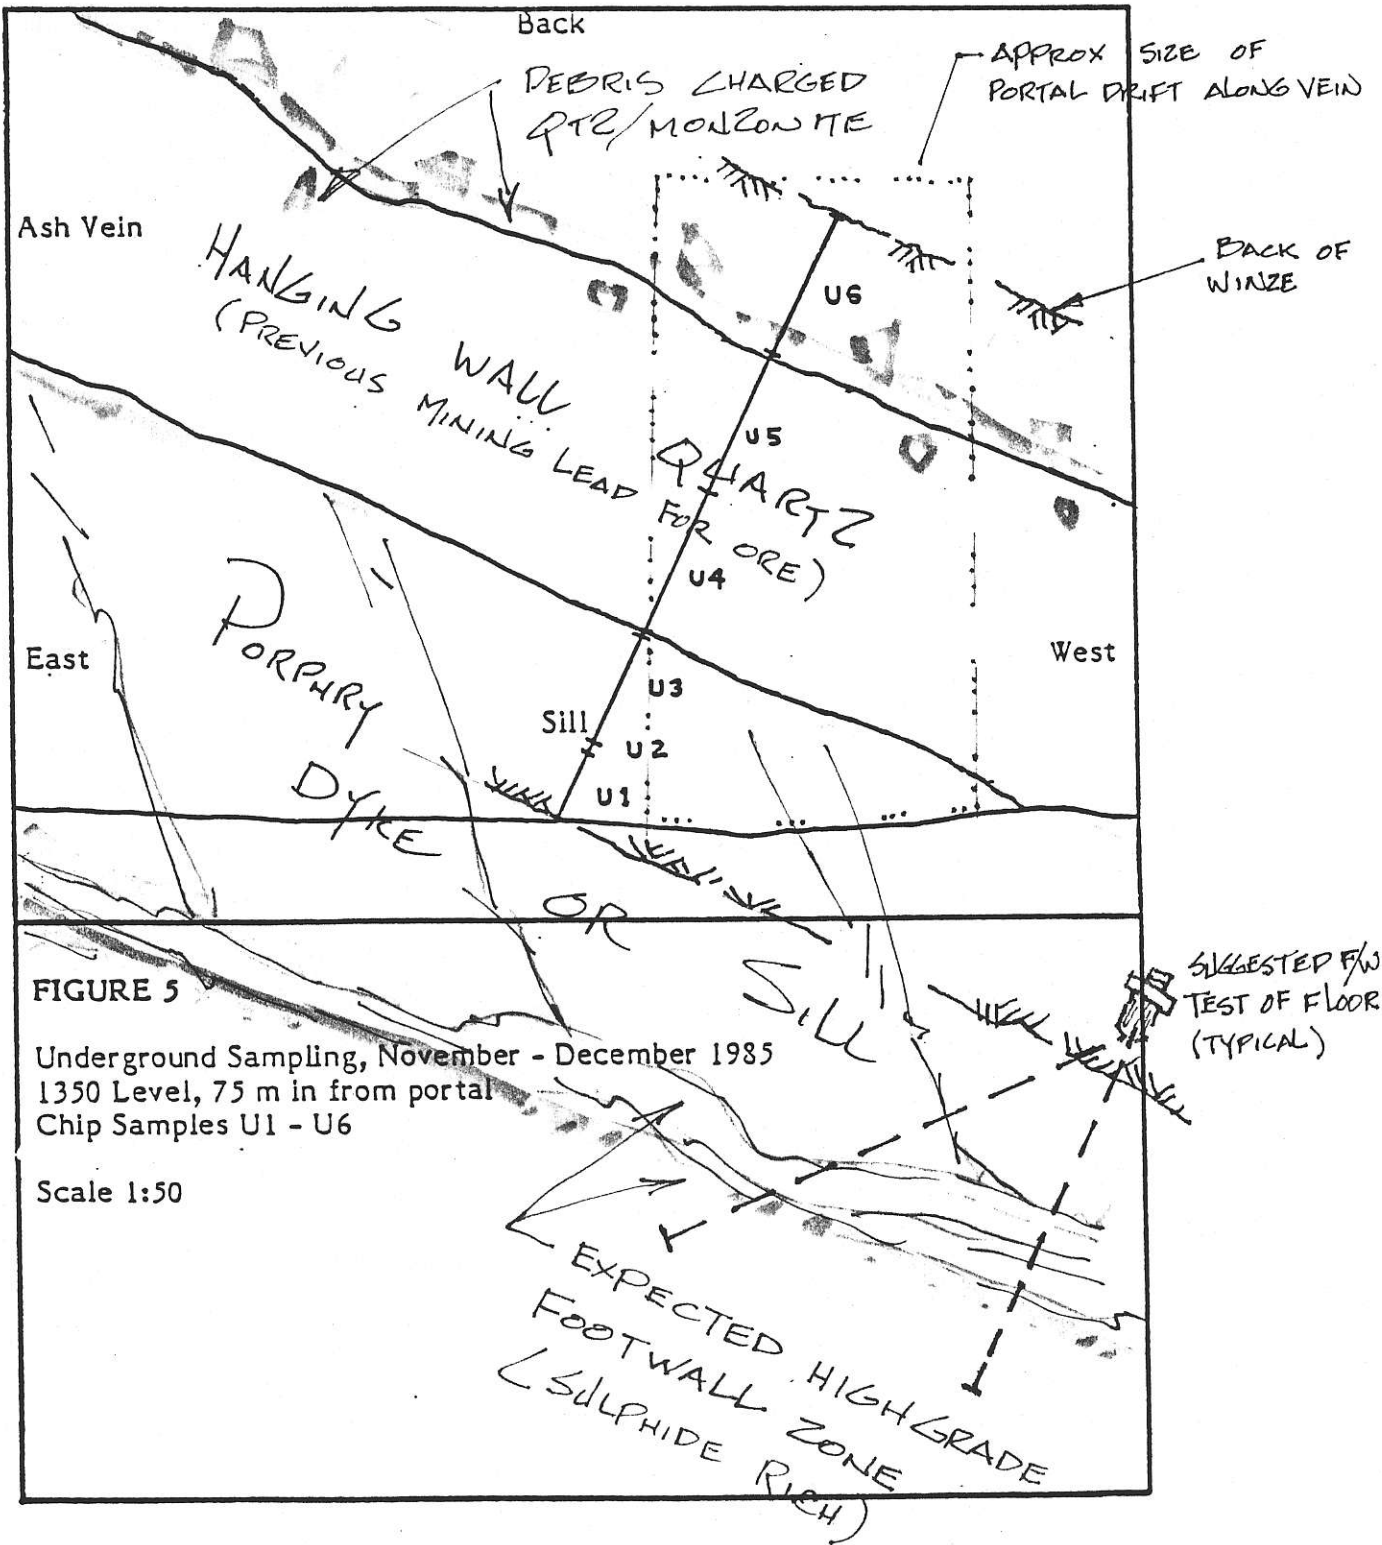 Back
DEBRIS CHARGED
QTZ/MONZONITE
APPROX SIZE OF
PORTAL DRIFT ALONG VEIN
Ash Vein
HANGING WALL QUARTZ
(PREVIOUS MINING LEAD FOR ORE)
BACK OF
WINZE
U6
U5
U4
East
West
PORPHRY
DYKE OR SILL
U3
Sill
U2
U1
SUGGESTED F/W
TEST OF FLOOR
(TYPICAL)
FIGURE 5
Underground Sampling, November - December 1985
1350 Level, 75 m in from portal
Chip Samples U1 - U6
Scale 1:50
EXPECTED HIGHGRADE
FOOTWALL ZONE
(SULPHIDE RICH)